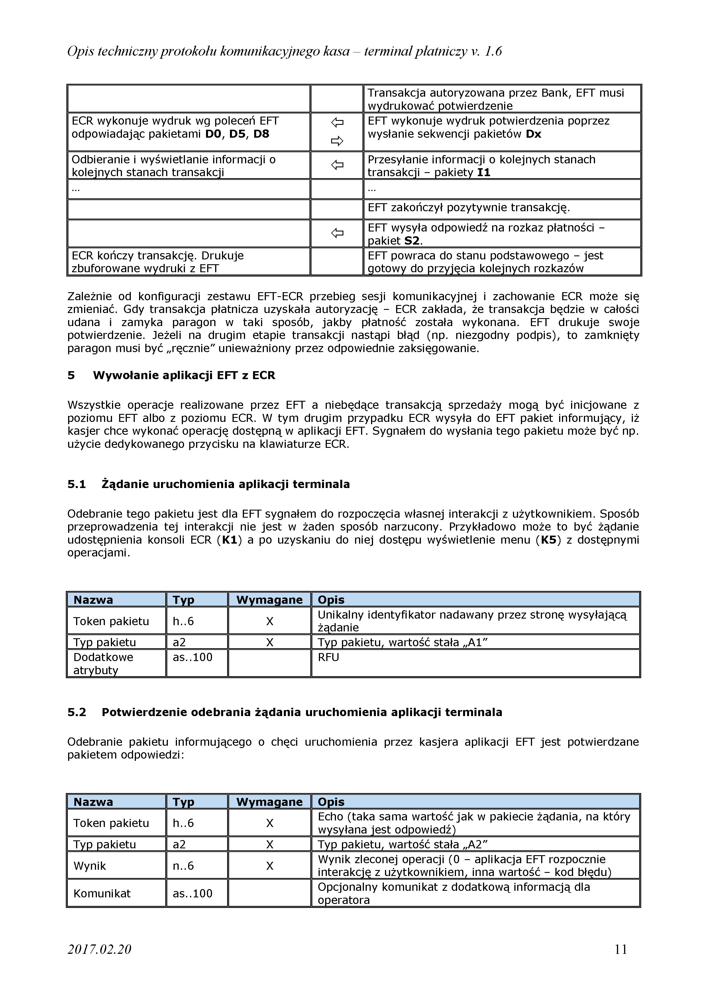 Opis techniczny protokołu komunikacyjnego kasa – terminal płatniczy v. 1.6
Transakcja autoryzowana przez Bank, EFT musi
wydrukować potwierdzenie
ECR wykonuje wydruk wg poleceń EFT
odpowiadając pakietami D0, D5, D8
⇦
⇨
EFT wykonuje wydruk potwierdzenia poprzez
wysłanie sekwencji pakietów Dx
Odbieranie i wyświetlanie informacji o
kolejnych stanach transakcji
⇦
Przesyłanie informacji o kolejnych stanach
transakcji – pakiety I1
...
...
EFT zakończył pozytywnie transakcję.
⇦
EFT wysyła odpowiedź na rozkaz płatności –
pakiet S2.
ECR kończy transakcję. Drukuje
zbuforowane wydruki z EFT
EFT powraca do stanu podstawowego – jest
gotowy do przyjęcia kolejnych rozkazów
Zależnie od konfiguracji zestawu EFT-ECR przebieg sesji komunikacyjnej i zachowanie ECR może się
zmieniać. Gdy transakcja płatnicza uzyskała autoryzację – ECR zakłada, że transakcja będzie w całości
udana i zamyka paragon w taki sposób, jakby płatność została wykonana. EFT drukuje swoje
potwierdzenie. Jeżeli na drugim etapie transakcji nastąpi błąd (np. niezgodny podpis), to zamknięty
paragon musi być „ręcznie” unieważniony przez odpowiednie zaksięgowanie.
5 Wywołanie aplikacji EFT z ECR
Wszystkie operacje realizowane przez EFT a niebędące transakcją sprzedaży mogą być inicjowane z
poziomu EFT albo z poziomu ECR. W tym drugim przypadku ECR wysyła do EFT pakiet informujący, iż
kasjer chce wykonać operację dostępną w aplikacji EFT. Sygnałem do wysłania tego pakietu może być np.
użycie dedykowanego przycisku na klawiaturze ECR.
5.1 Żądanie uruchomienia aplikacji terminala
Odebranie tego pakietu jest dla EFT sygnałem do rozpoczęcia własnej interakcji z użytkownikiem. Sposób
przeprowadzenia tej interakcji nie jest w żaden sposób narzucony. Przykładowo może to być żądanie
udostępnienia konsoli ECR (K1) a po uzyskaniu do niej dostępu wyświetlenie menu (K5) z dostępnymi
operacjami.
Nazwa Typ Wymagane Opis
Token pakietu h..6 X Unikalny identyfikator nadawany przez stronę wysyłającą
żądanie
Typ pakietu a2 X Typ pakietu, wartość stała „A1”
Dodatkowe as..100 RFU
atrybuty
5.2 Potwierdzenie odebrania żądania uruchomienia aplikacji terminala
Odebranie pakietu informującego o chęci uruchomienia przez kasjera aplikacji EFT jest potwierdzane
pakietem odpowiedzi:
Nazwa Typ Wymagane Opis
Token pakietu h..6 X Echo (taka sama wartość jak w pakiecie żądania, na który
wysyłana jest odpowiedź)
Typ pakietu a2 X Typ pakietu, wartość stała „A2”
Wynik n..6 X Wynik zleconej operacji (0 – aplikacja EFT rozpocznie
interakcję z użytkownikiem, inna wartość – kod błędu)
Komunikat as..100 Opcjonalny komunikat z dodatkową informacją dla
operatora
2017.02.20 11